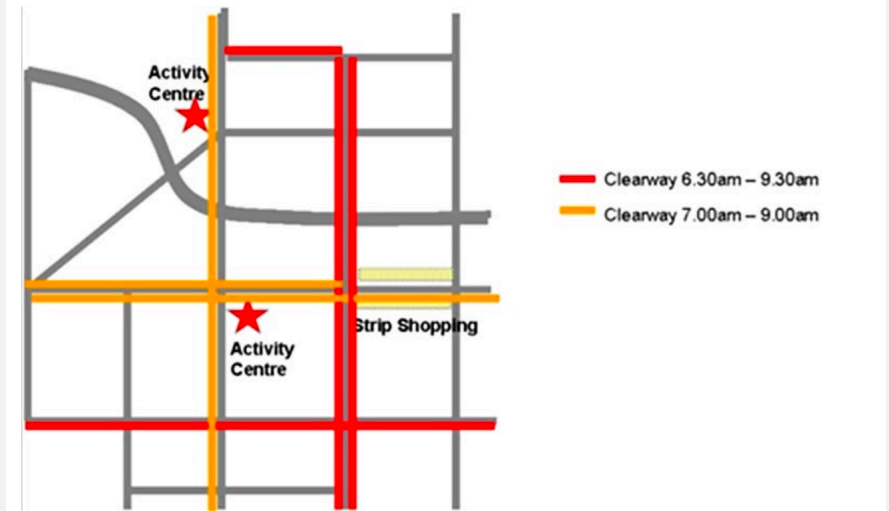 Activity
Centre
Clearway 6.30am – 9.30am
Clearway 7.00am – 9.00am
Strip Shopping
Activity
Centre